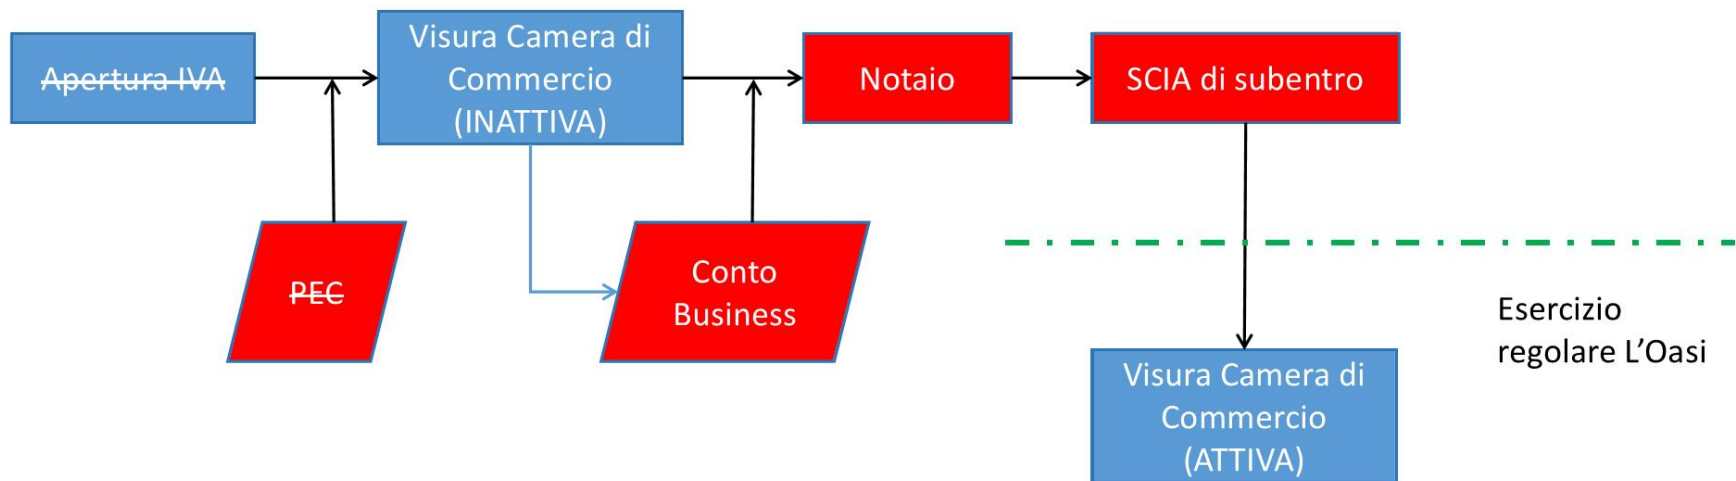 Apertura IVA
Visura Camera di
Commercio
(INATTIVA)
Notaio
SCIA di subentro
PEC
Conto
Business
Esercizio
regolare L'Oasi
Visura Camera di
Commercio
(ATTIVA)